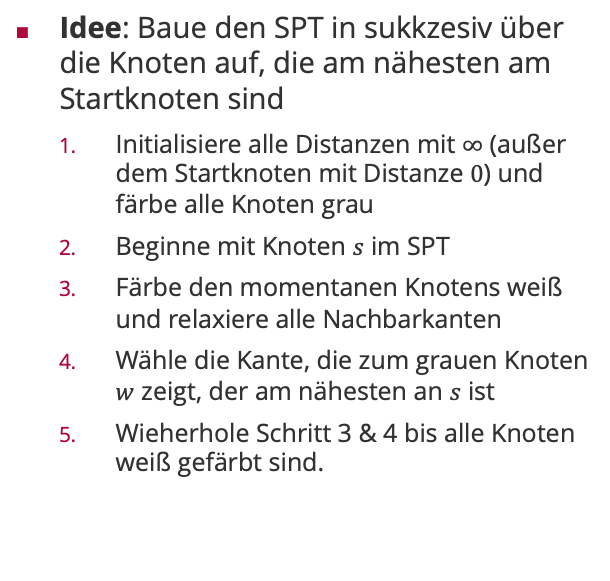 Idee: Baue den SPT in sukkzesiv über
die Knoten auf, die am nähesten am
Startknoten sind
1. Initialisiere alle Distanzen mit ∞ (außer
dem Startknoten mit Distanze 0) und
färbe alle Knoten grau
2. Beginne mit Knoten s im SPT
3. Färbe den momentanen Knotens weiß
und relaxiere alle Nachbarkanten
4. Wähle die Kante, die zum grauen Knoten
w zeigt, der am nähesten an s ist
5. Wieherhole Schritt 3 & 4 bis alle Knoten
weiß gefärbt sind.